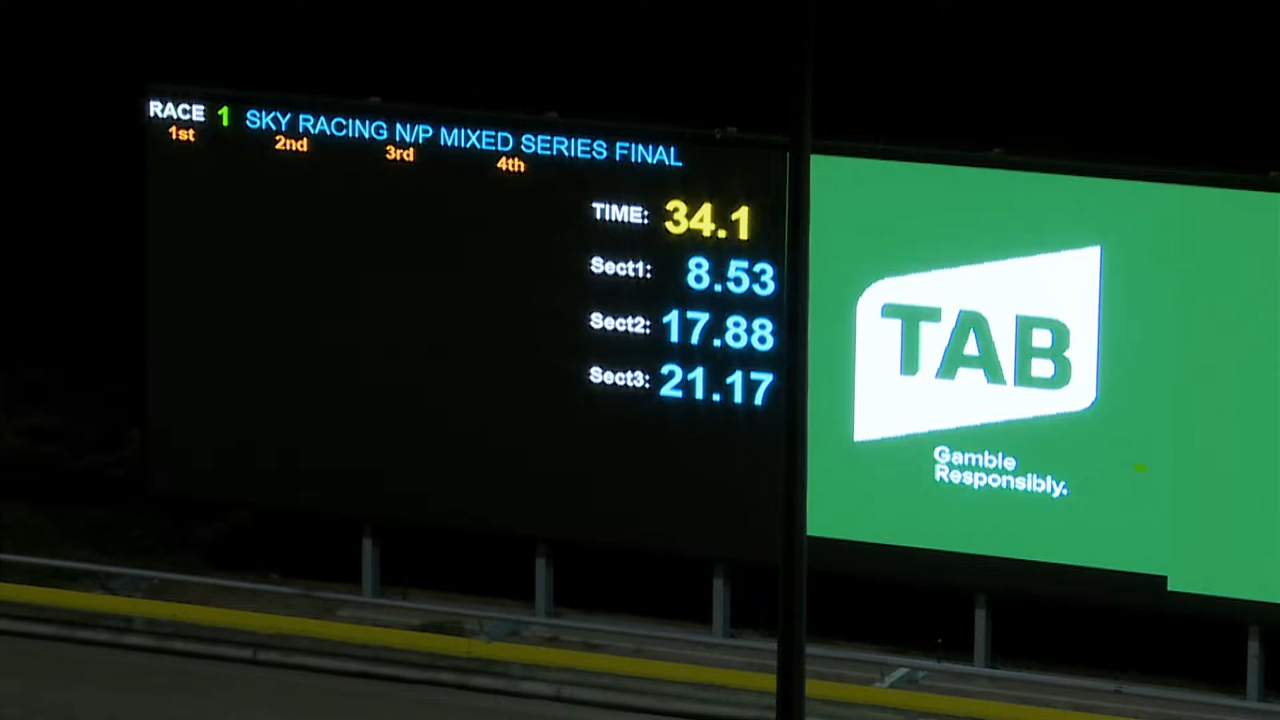 RACE 1 SKY RACING N/P MIXED SERIES FINAL
1st 2nd 3rd 4th
TIME: 34.1
Sect1: 8.53
Sect2: 17.88
Sect3: 21.17
TAB
Gamble
Responsibly.